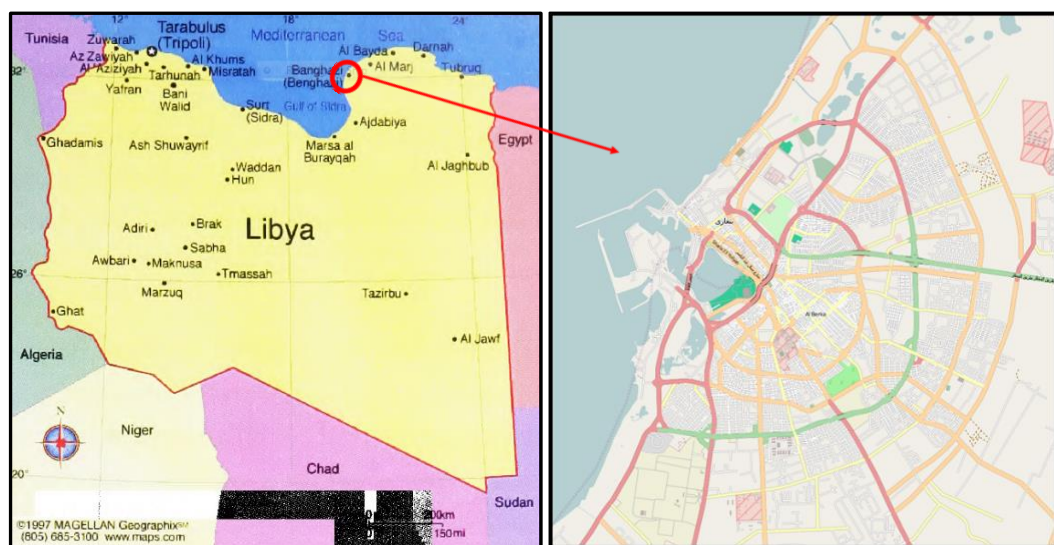 12°
18°
24°
Tunisia
Zuwarah
Tarabulus
(Tripoli)
Mediterranean
Sea
Az Zawiyah
Al Khums
Al Bayda
Darnah
32°
Al Aziziyah
Misratah
Banghazi
(Benghazi)
Al Marj
Tubruq
Tarhunah
Yafran
Bani
Walid
Surt
(Sidra)
Gulf of Sidra
Ajdabiya
Egypt
Ghadamis
Ash Shuwayrif
Marsa al
Burayqah
Al Jaghbub
Waddan
Hun
Libya
Adiri
Brak
Sabha
Awbari
Maknusa
Tmassah
26°
Marzuq
Tazirbu
Ghat
Al Jawf
Algeria
N
Niger
Chad
20°
Sudan
200km
150mi
©1997 MAGELLAN Geographix℠
(805) 685-3100 www.maps.com
بنغازي
Al Berka